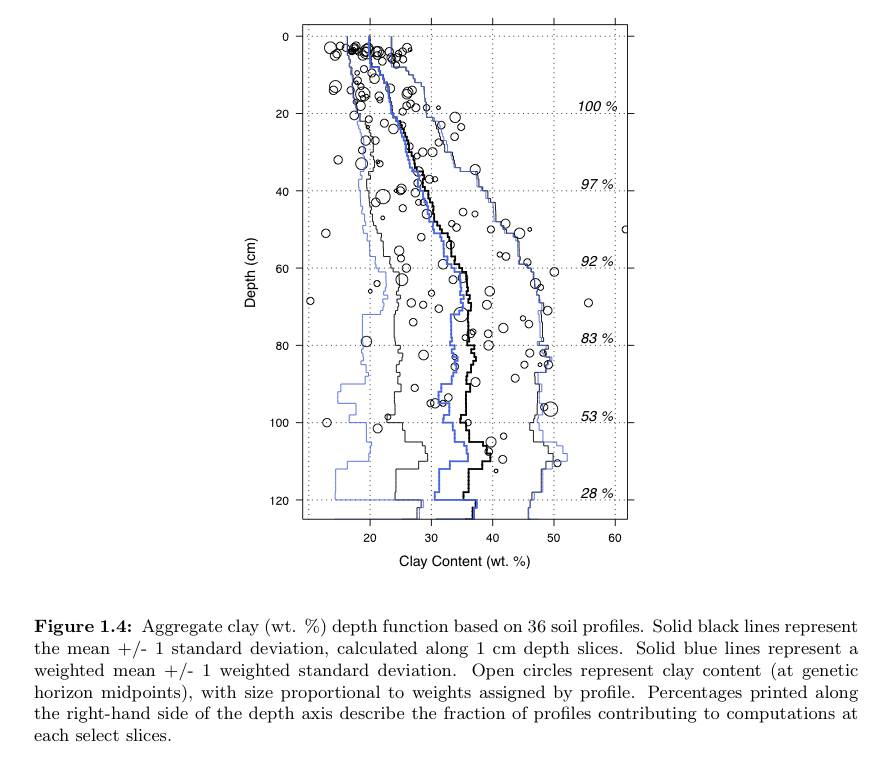 0
100 %
20
97 %
40
92 %
60
Depth (cm)
83 %
80
53 %
100
28 %
120
20 30 40 50 60
Clay Content (wt. %)
Figure 1.4: Aggregate clay (wt. %) depth function based on 36 soil profiles. Solid black lines represent
the mean +/- 1 standard deviation, calculated along 1 cm depth slices. Solid blue lines represent a
weighted mean +/- 1 weighted standard deviation. Open circles represent clay content (at genetic
horizon midpoints), with size proportional to weights assigned by profile. Percentages printed along
the right-hand side of the depth axis describe the fraction of profiles contributing to computations at
each select slices.